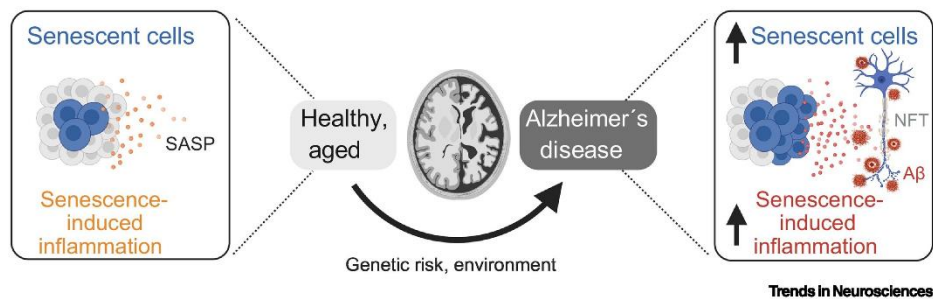 Senescent cells
SASP
Senescence-
induced
inflammation
Healthy,
aged
Alzheimer´s
disease
Genetic risk, environment
Senescent cells
NFT
Aβ
Senescence-
induced
inflammation
Trends in Neurosciences